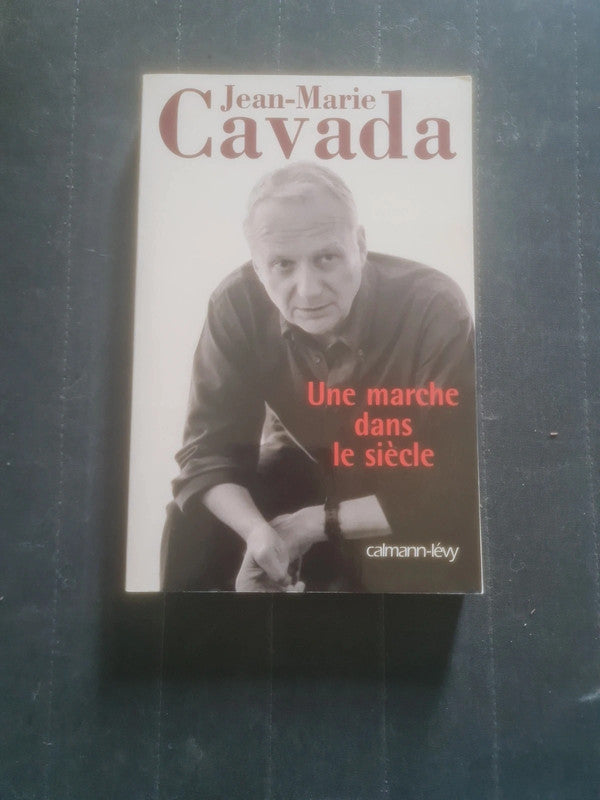 Jean-Marie
Cavada
Une marche
dans
le siècle
calmann-lévy